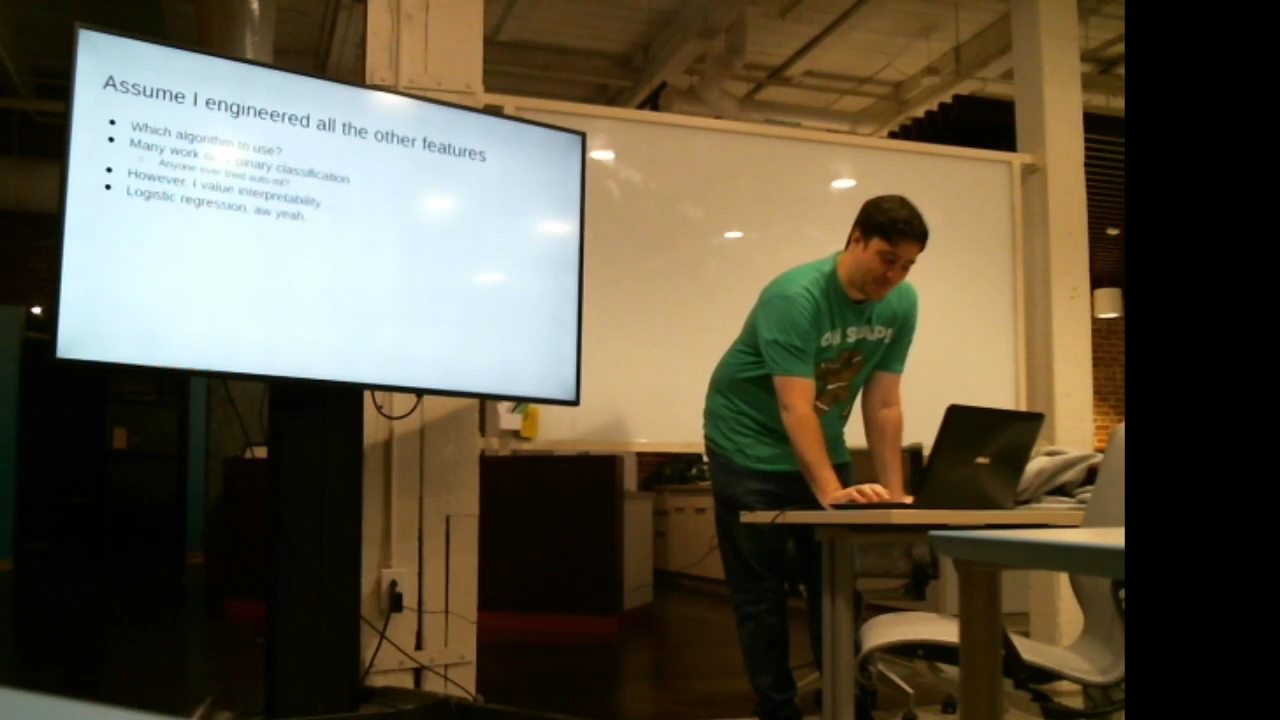 Assume I engineered all the other features
Which algorithm to use?
Many work on binary classification
Anyone ever tried auto-ml?
However, I value interpretability
Logistic regression, aw yeah